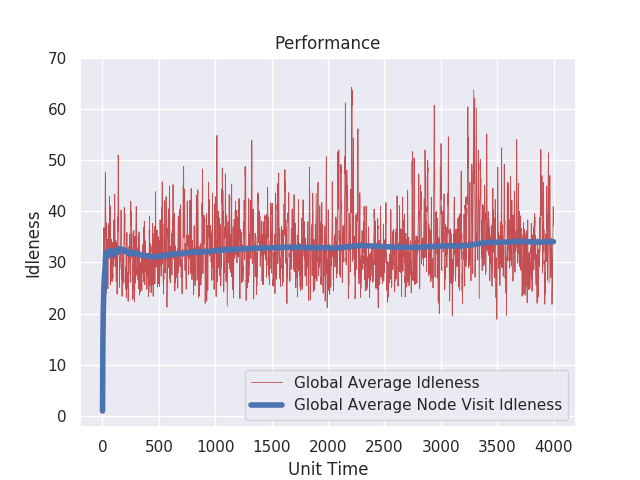 Performance
Idleness
70
60
50
40
30
20
10
0
Global Average Idleness
Global Average Node Visit Idleness
0 500 1000 1500 2000 2500 3000 3500 4000
Unit Time